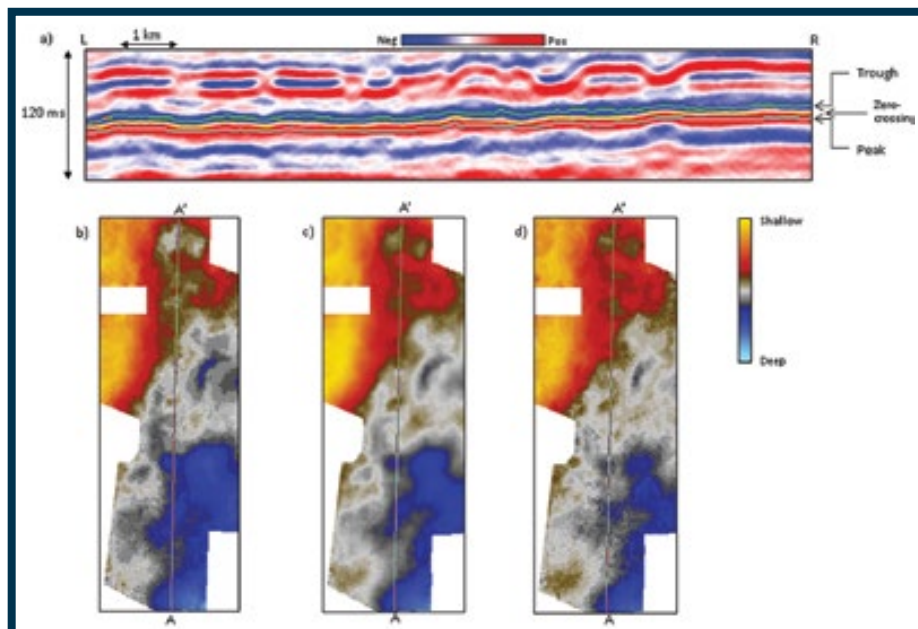 a) L 1 km Neg Pos R
120 ms
Trough
Zero-
crossing
Peak
b) A'
c) A'
d) A'
Shallow
Deep
A
A
A